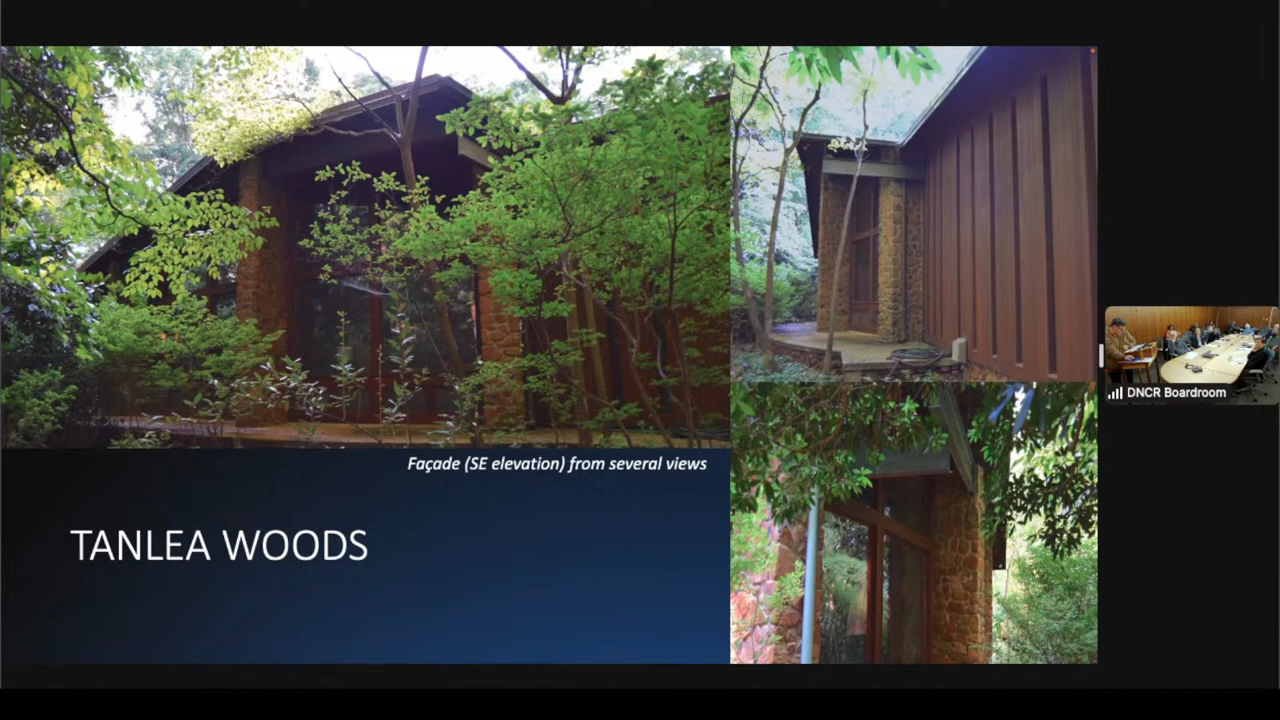 Façade (SE elevation) from several views
TANLEA WOODS
DNCR Boardroom